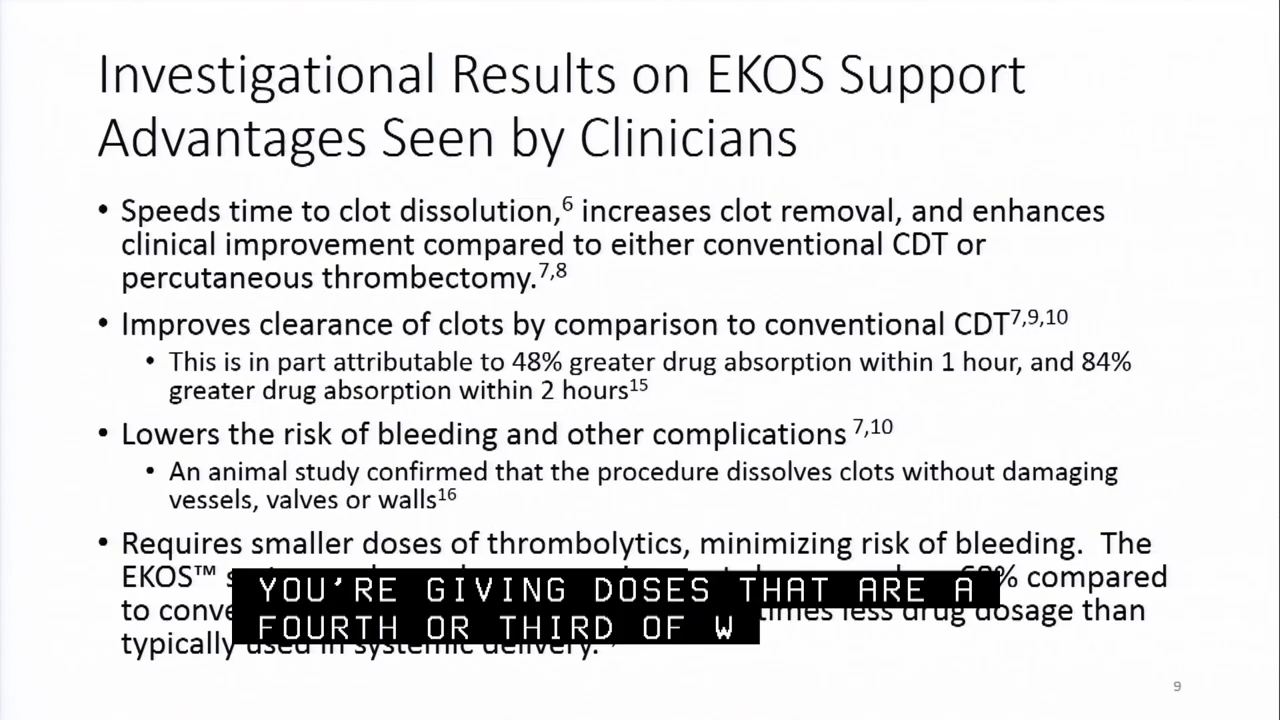 Investigational Results on EKOS Support
Advantages Seen by Clinicians
• Speeds time to clot dissolution,6 increases clot removal, and enhances
clinical improvement compared to either conventional CDT or
percutaneous thrombectomy.7,8
• Improves clearance of clots by comparison to conventional CDT7,9,10
• This is in part attributable to 48% greater drug absorption within 1 hour, and 84%
greater drug absorption within 2 hours15
• Lowers the risk of bleeding and other complications 7,10
• An animal study confirmed that the procedure dissolves clots without damaging
vessels, valves or walls16
• Requires smaller doses of thrombolytics, minimizing risk of bleeding. The
EKOS™ compared
to times less drug dosage than
typically used in systemic delivery.
YOU'RE GIVING DOSES THAT ARE A
FOURTH OR THIRD OF W
9